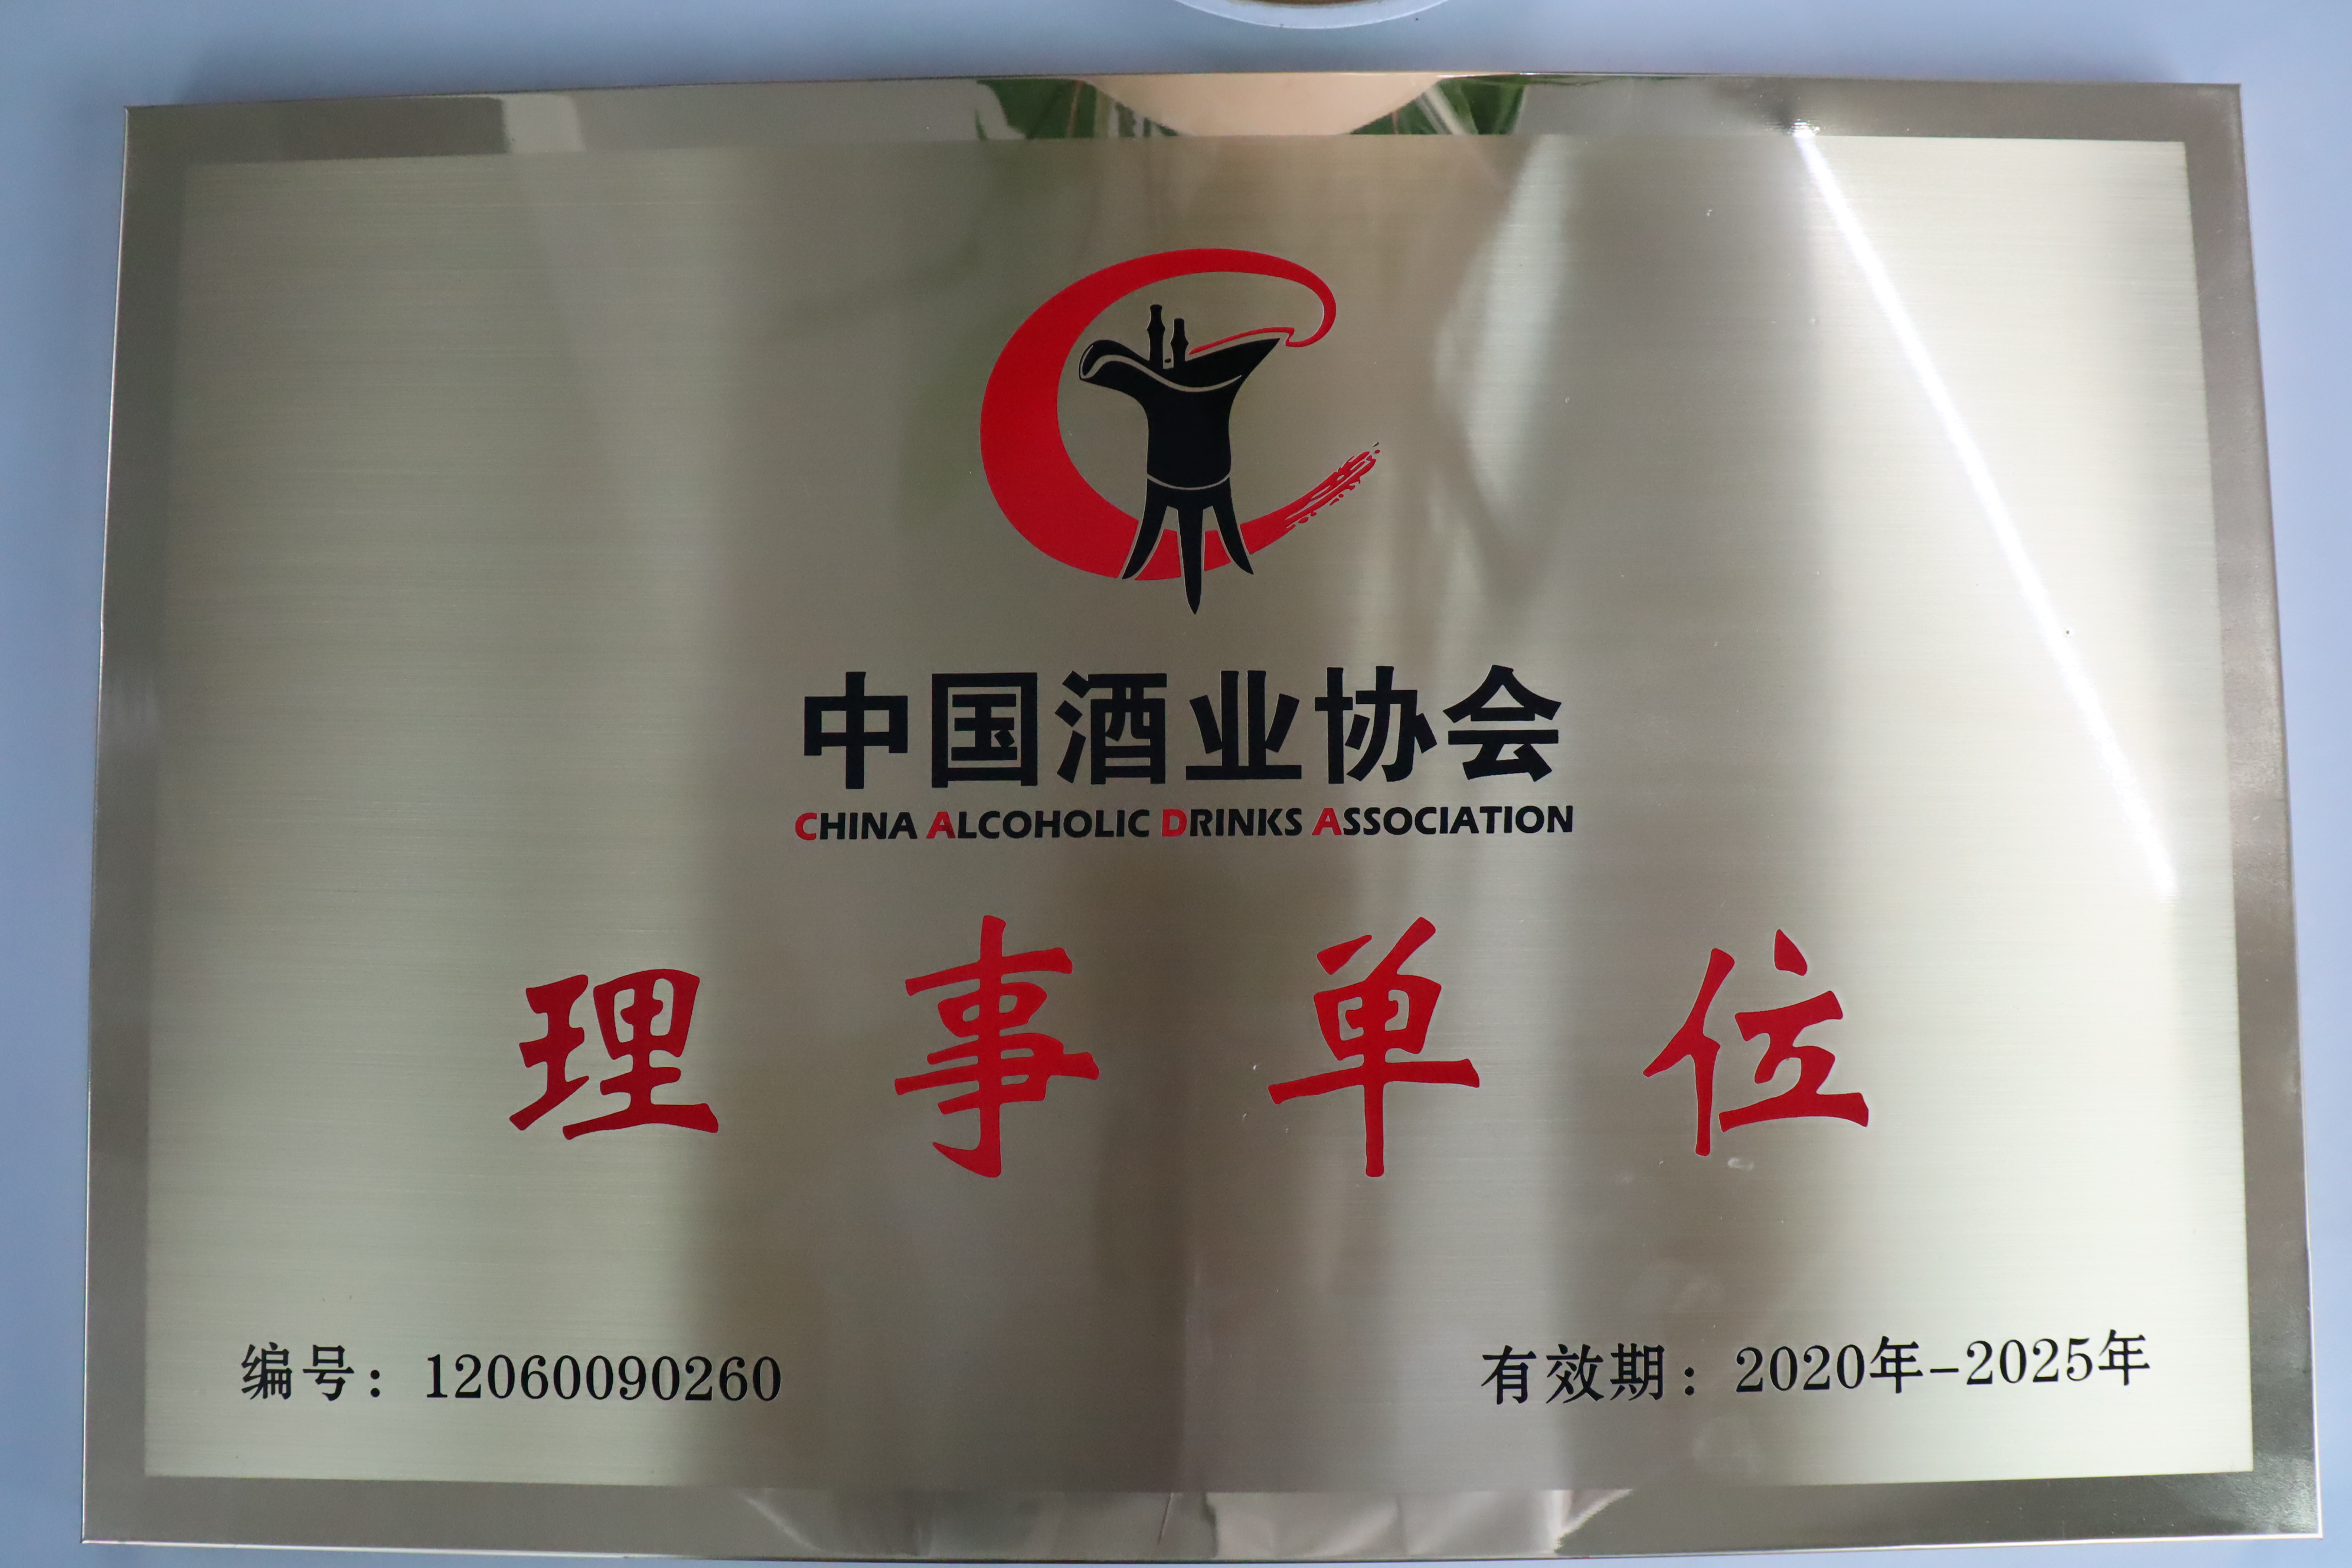 中国酒业协会
CHINA ALCOHOLIC DRINKS ASSOCIATION
理事单位
编号：12060090260
有效期：2020年-2025年